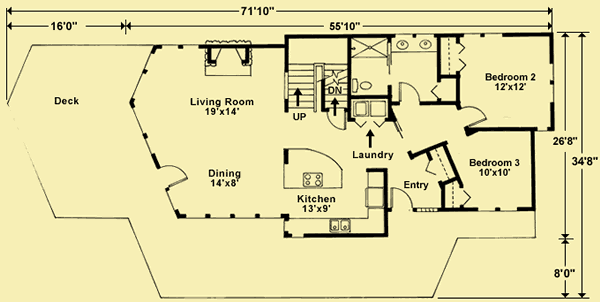 71'10"
16'0"
55'10"
Deck
Living Room
19'x14'
UP
DN
Bedroom 2
12'x12'
Laundry
26'8"
34'8"
Dining
14'x8'
Kitchen
13'x9'
Entry
Bedroom 3
10'x10'
8'0"